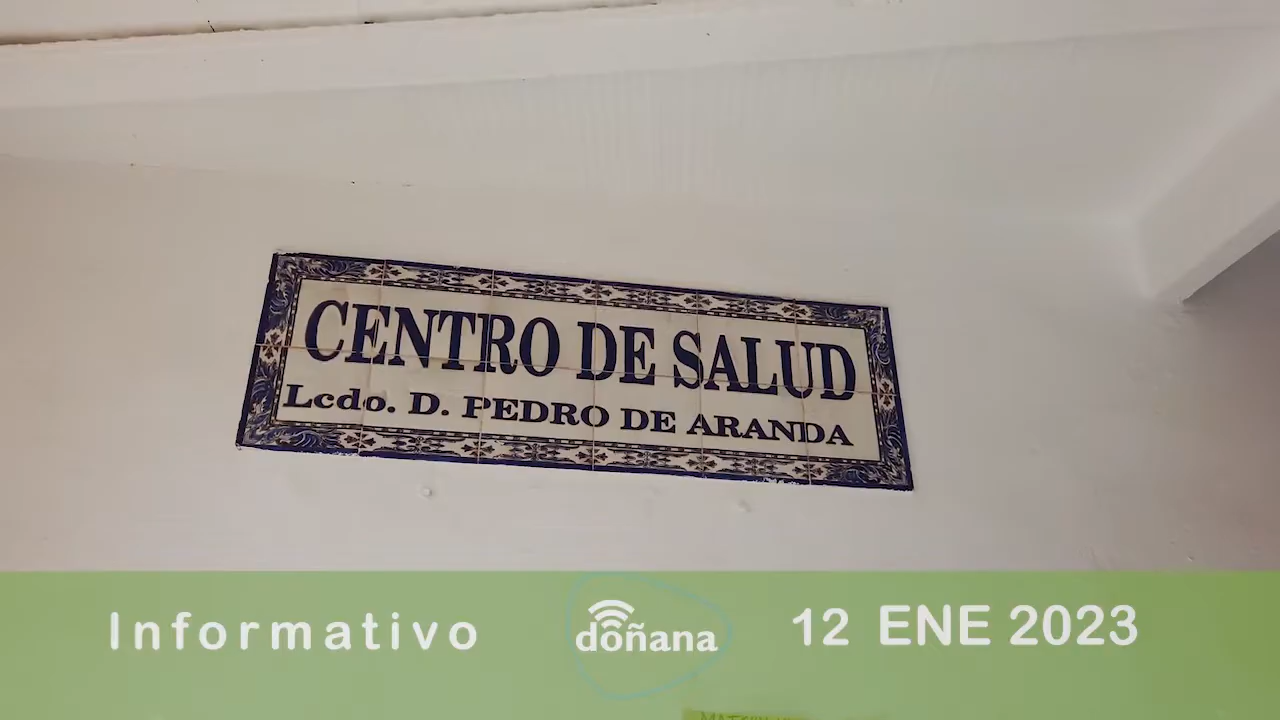 CENTRO DE SALUD
Lcdo. D. PEDRO DE ARANDA
Informativo
doñana
12 ENE 2023